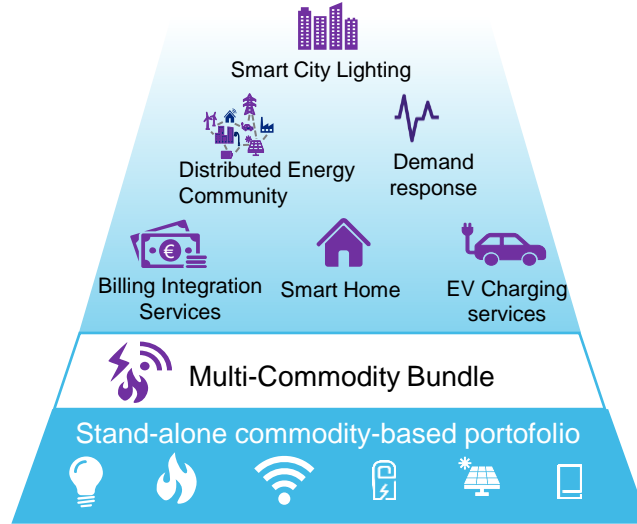 Smart City Lighting
Distributed Energy
Community
Demand
response
€
Billing Integration
Services
Smart Home
EV Charging
services
Multi-Commodity Bundle
Stand-alone commodity-based portofolio